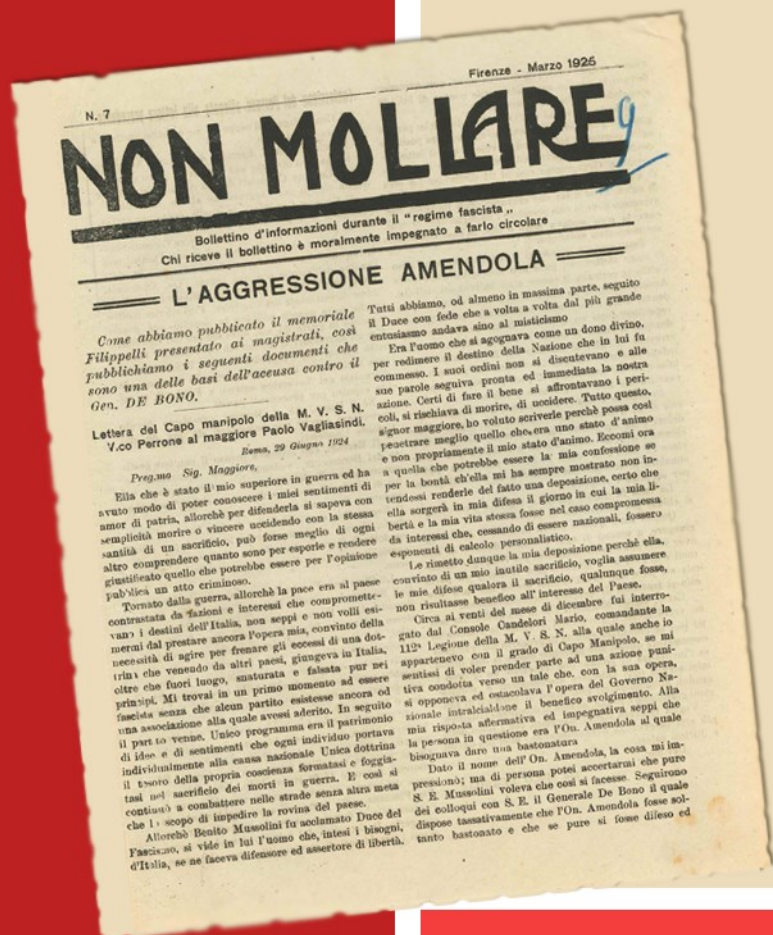 N. 7
Firenze - Marzo 1925
NON MOLLARE
9
Bollettino d'informazioni durante il "regime fascista„
Chi riceve il bollettino è moralmente impegnato a farlo circolare
L'AGGRESSIONE AMENDOLA
Come abbiamo pubbticato il memoriale
Filippelli presentato ai magistrati, così
pubblichiamo i seguenti documenti che
sono una delle basi dell'aceusa contro il
Gen. DE BONO.
Lettera del Capo manipolo della M. V. S. N.
V.co Perrone al maggiore Paolo Vagliasindi.
Roma, 29 Giugno 1924
Preg.mo Sig. Maggiore,
Ella che è stato il mio superiore in guerra ed ha
avuto modo di poter conoscere i miei sentimenti di
amor di patria, allorchè per difenderla si sapeva con
semplicità morire o vincere uccidendo con la stessa
santità di un sacrificio, può forse meglio di ogni
altro comprendere quanto sono per esporle e rendere
giustificato quello che potrebbe essere per l'opinione
pubblica un atto criminoso.
Tornato dalla guerra, allorchè la pace era al paese
contrastata da fazioni e interessi che compromette-
vano i destini dell'Italia, non seppi e non volli esi-
mermi dal prestare ancora l'opera mia, convinto della
necessità di agire per frenare gli eccessi di una dot-
trina che venendo da altri paesi, giungeva in Italia,
oltre che fuori luogo, snaturata e falsata pur nei
principi. Mi trovai in un primo momento ad essere
fascista senza che alcun partito esistesse ancora od
una associazione alla quale avessi aderito. In seguito
il partito venne. Unico programma era il patrimonio
di idee e di sentimenti che ogni individuo portava
individualmente alla causa nazionale Unica dottrina
il tesoro della propria coscienza formatasi e foggia-
tasi nel sacrificio dei morti in guerra. E così si
continuò a combattere nelle strade senza altra meta
che lo scopo di impedire la rovina del paese.
Allorchè Benito Mussolini fu acclamato Duce del
Fascismo, si vide in lui l'uomo che, intesi i bisogni,
d'Italia, se ne faceva difensore ed assertore di libertà.
Tutti abbiamo, od almeno in massima parte, seguito
il Duce con fede che a volta a volta dal più grande
entusiasmo andava sino al misticismo
Era l'uomo che si agognava come un dono divino,
per redimere il destino della Nazione che in lui fu
commesso. I suoi ordini non si discutevano e alle
sue parole seguiva pronta ed immediata la nostra
azione. Certi di fare il bene si affrontavano i peri-
coli, si rischiava di morire, di uccidere. Tutto questo,
signor maggiore, ho voluto scriverle perchè possa così
penetrare meglio quello che era uno stato d'animo
e non propriamente il mio stato d'animo. Eccomi ora
a quella che potrebbe essere la mia confessione se
per la bontà ch'ella mi ha sempre mostrato non in-
tendessi renderle del fatto una deposizione, certo che
ella sorgerà in mia difesa il giorno in cui la mia li-
bertà e la mia vita stessa fosse nel caso compromessa
da interessi che, cessando di essere nazionali, fossero
esponenti di calcolo personalistico.
Le rimetto dunque la mia deposizione perchè ella,
convinto di un mio inutile sacrificio, voglia assumere
le mie difese qualora il sacrificio, qualunque fosse,
non risultasse benefico all'interesse del Paese.
Circa ai venti del mese di dicembre fui interro-
gato dal Console Candelori Mario, comandante la
112ª Legione della M. V. S. N. alla quale anche io
appartenevo con il grado di Capo Manipolo, se mi
sentissi di voler prender parte ad una azione puni-
tiva condotta verso un tale che, con la sua opera,
si opponeva ed ostacolava l'opera del Governo Na-
zionale intralcialdone il benefico svolgimento. Alla
mia risposta affermativa ed impegnativa seppi che
la persona in questione era l'On. Amendola al quale
bisognava dare una bastonatura
Dato il nome dell'On. Amendola, la cosa mi im-
pressionò; ma di persona potei accertarmi che pure
S. E. Mussolini voleva che così si facesse. Seguirono
dei colloqui con S. E. il Generale De Bono il quale
dispose tassativamente che l'On. Amendola fosse sol-
tanto bastonato e che se pure si fosse difeso ed